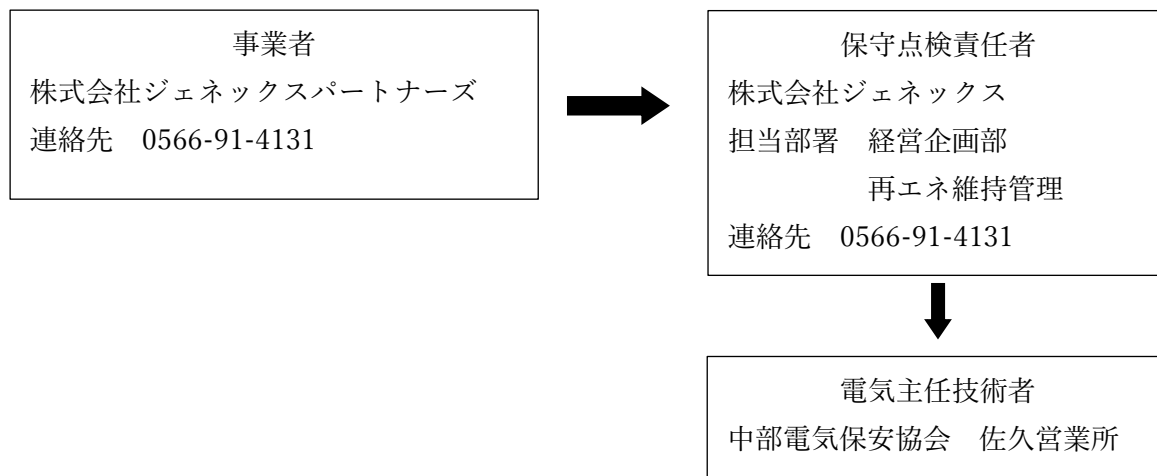 事業者
株式会社ジェネックスパートナーズ
連絡先　0566-91-4131
保守点検責任者
株式会社ジェネックス
担当部署　経営企画部
再エネ維持管理
連絡先　0566-91-4131
電気主任技術者
中部電気保安協会　佐久営業所